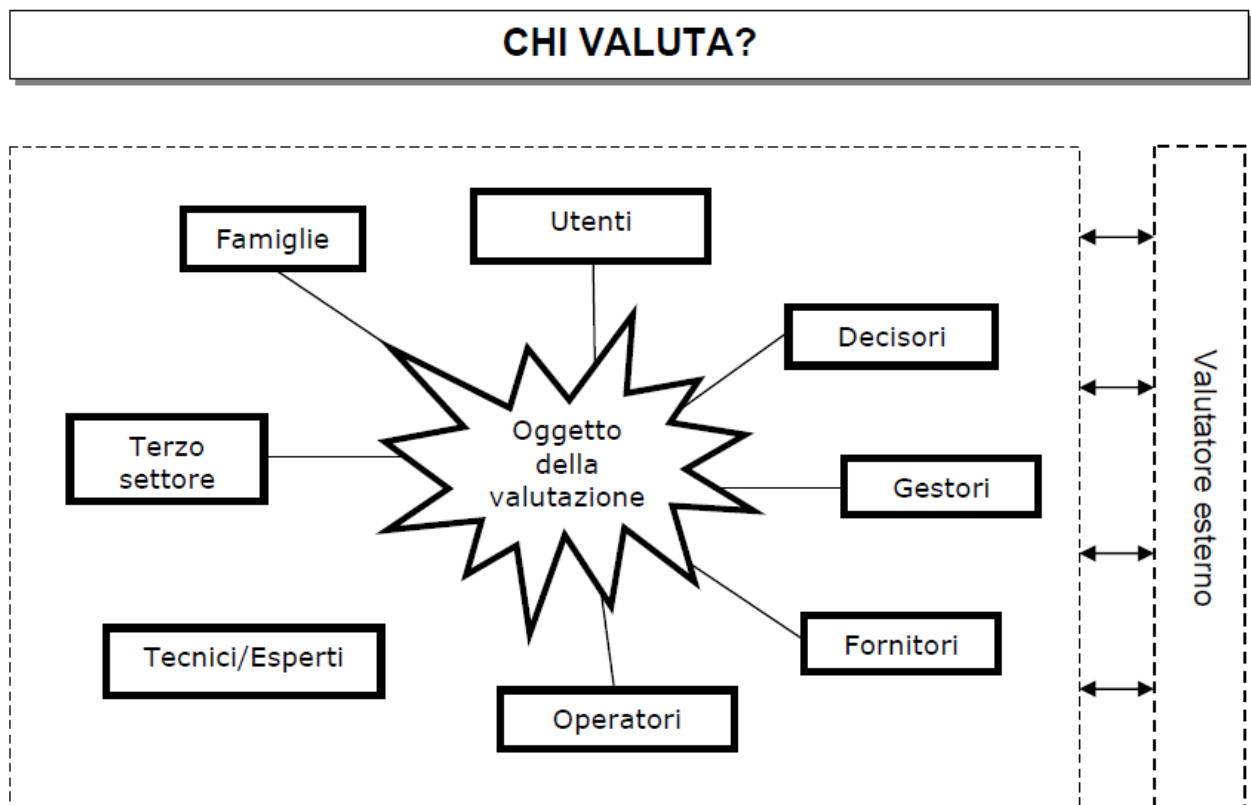 CHI VALUTA?
Famiglie
Utenti
Decisori
Terzo
settore
Oggetto
della
valutazione
Gestori
Tecnici/Esperti
Operatori
Fornitori
Valutatore esterno